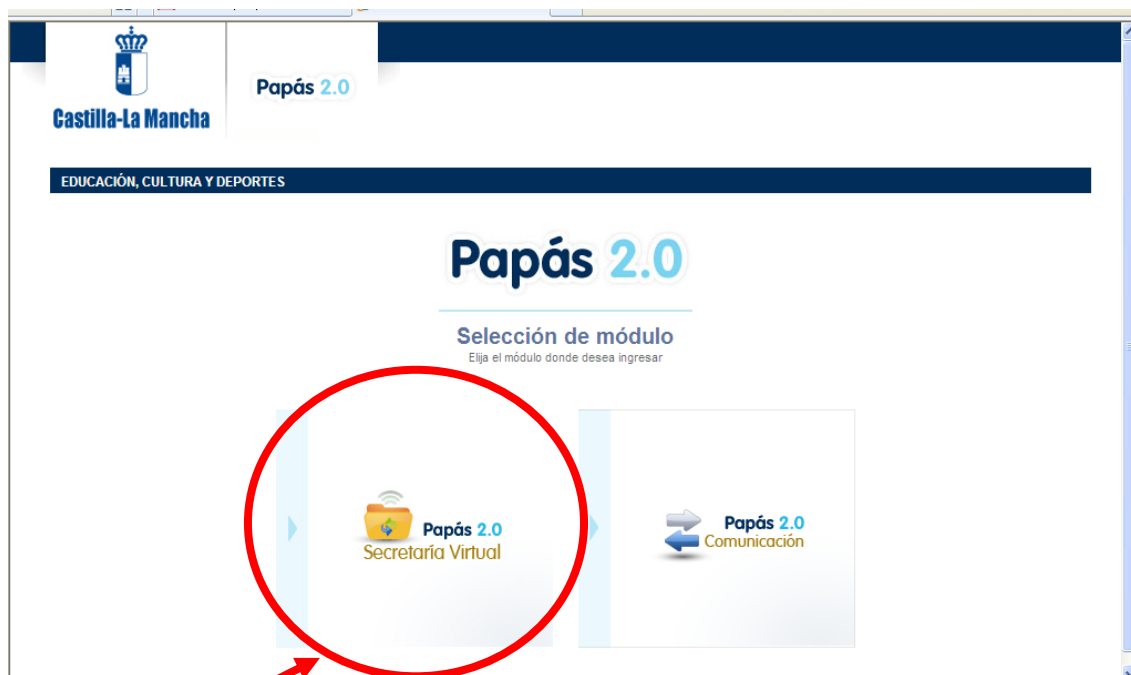 Castilla-La Mancha
Papás 2.0
EDUCACIÓN, CULTURA Y DEPORTES
Papás 2.0
Selección de módulo
Elija el módulo donde desea ingresar
Papás 2.0
Secretaría Virtual
Papás 2.0
Comunicación